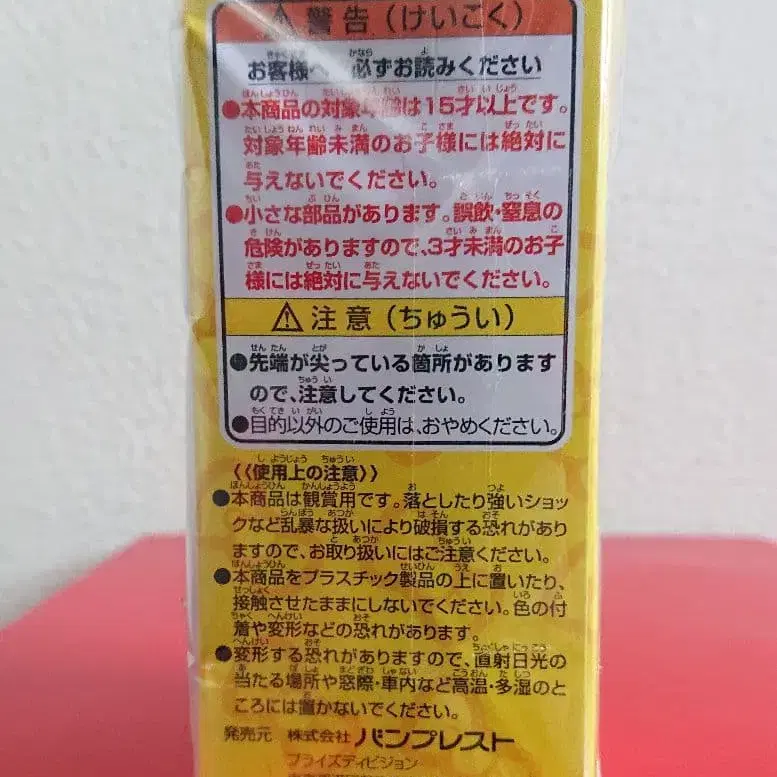 ⚠警告（けいこく）
お客様へ 必ずお読みください
●本商品の対象年齢は15才以上です。
対象年齢未満のお子様には絶対に
与えないでください。
●小さな部品があります。誤飲・窒息の
危険がありますので、3才未満のお子
様には絶対に与えないでください。
⚠注意（ちゅうい）
●先端が尖っている箇所があります
ので、注意してください。
●目的以外のご使用は、おやめください。
《使用上の注意》
●本商品は観賞用です。落としたり強いショッ
クなど乱暴な扱いにより破損する恐れがあり
ますので、お取り扱いにはご注意ください。
●本商品をプラスチック製品の上に置いたり、
接触させたままにしないでください。色の付
着や変形などの恐れがあります。
●変形する恐れがありますので、直射日光の
当たる場所や窓際・車内など高温・多湿のと
ころには置かないでください。
発売元 株式会社 バンプレスト
プライズディビジョン